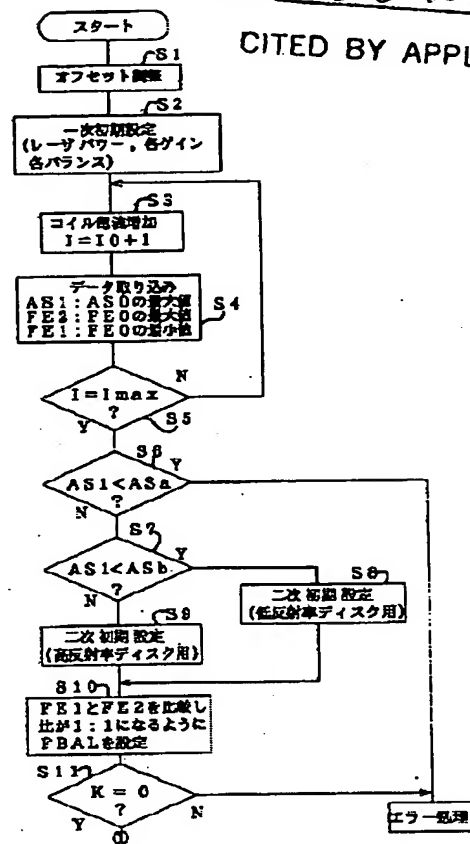 CITED BY APPL
スタート
S1
オフセット調整
S2
一次初期設定
(レーザパワー，各ゲイン
各バランス)
S3
コイル電流増加
I=I0+1
データ取り込み
AS1:AS0の最大値
FE2:FE0の最大値
FE1:FE0の最小値
S4
N
I=Imax
?
Y
S5
S6
Y
AS1<ASa
?
N
S7
Y
AS1<ASb
?
N
S8
二次初期設定
(低反射率ディスク用)
S9
二次初期設定
(高反射率ディスク用)
S10
FE1とFE2を比較し
比が1:1になるように
FBALを設定
S11
K=0
?
N
Y
①
エラー処理